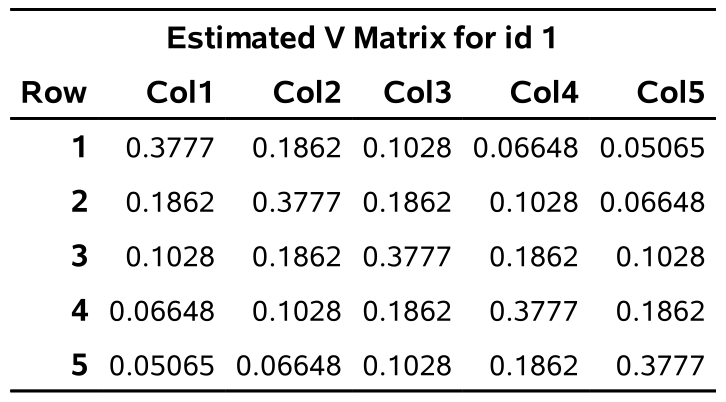 Estimated V Matrix for id 1
Row Col1 Col2 Col3 Col4 Col5
1 0.3777 0.1862 0.1028 0.06648 0.05065
2 0.1862 0.3777 0.1862 0.1028 0.06648
3 0.1028 0.1862 0.3777 0.1862 0.1028
4 0.06648 0.1028 0.1862 0.3777 0.1862
5 0.05065 0.06648 0.1028 0.1862 0.3777